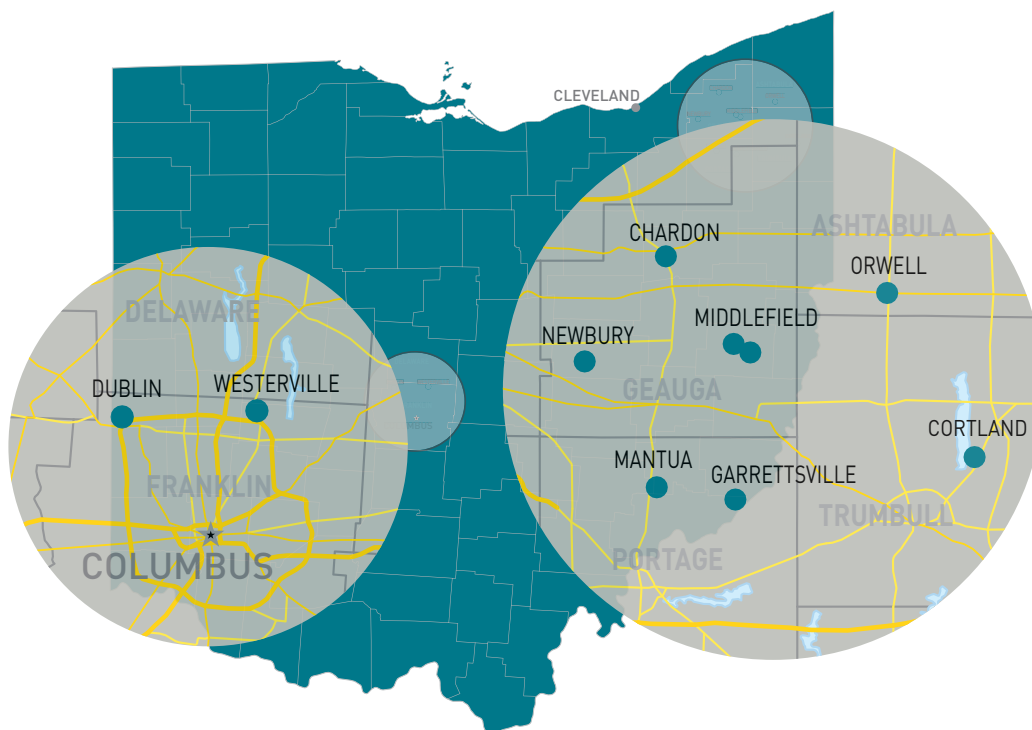 CLEVELAND
CHARDON
ASHTABULA
ORWELL
MIDDLEFIELD
NEWBURY
GEAUGA
CORTLAND
MANTUA
GARRETTSVILLE
TRUMBULL
PORTAGE
DELAWARE
DUBLIN
WESTERVILLE
FRANKLIN
COLUMBUS